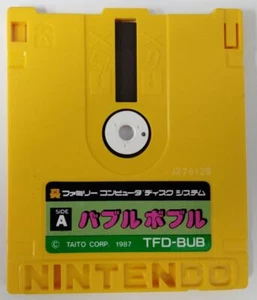 ファミリー コンピュータ ディスク システム
SIDE
A
バブルボブル
© TAITO CORP. 1987 TFD-BUB
NINTENDO